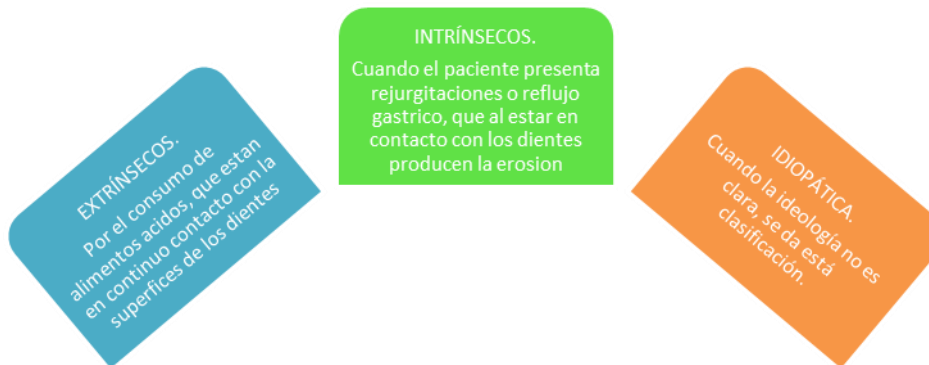 EXTRÍNSECOS.
Por el consumo de
alimentos acidos, que estan
en continuo contacto con la
superfices de los dientes
INTRÍNSECOS.
Cuando el paciente presenta
rejurgitaciones o reflujo
gastrico, que al estar en
contacto con los dientes
producen la erosion
IDIOPÁTICA.
Cuando la ideología no es
clara, se da está
clasificación.